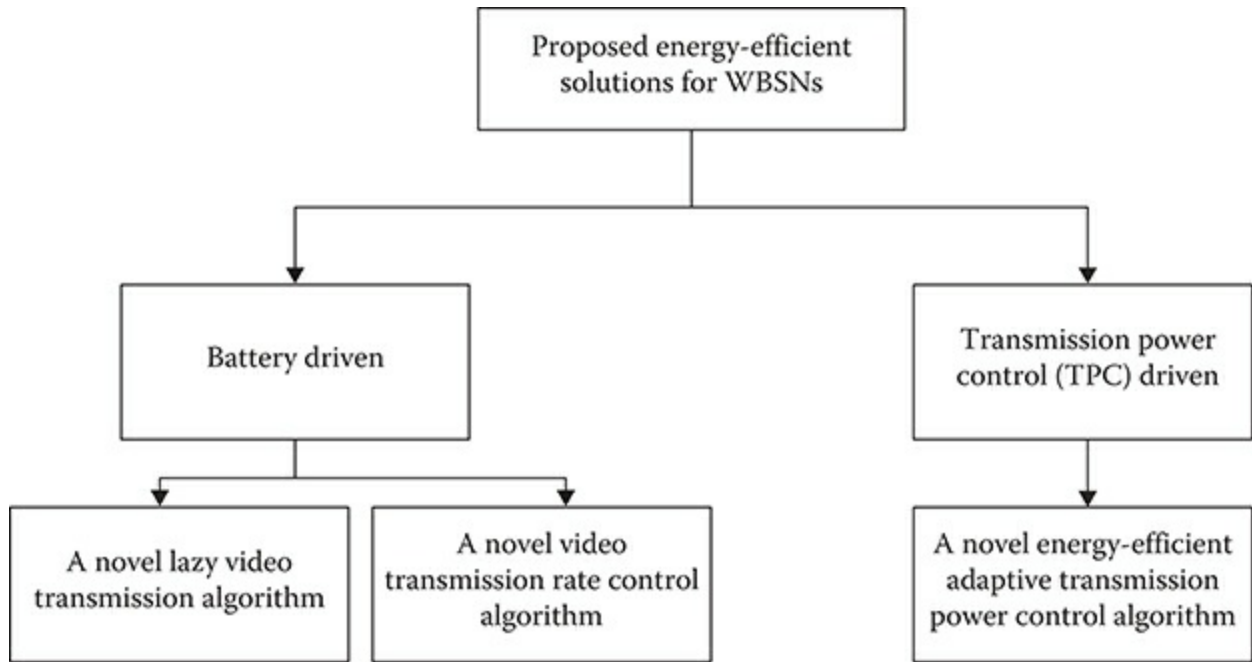 Proposed energy-efficient
solutions for WBSNs
Battery driven
Transmission power
control (TPC) driven
A novel lazy video
transmission algorithm
A novel video
transmission rate control
algorithm
A novel energy-efficient
adaptive transmission
power control algorithm